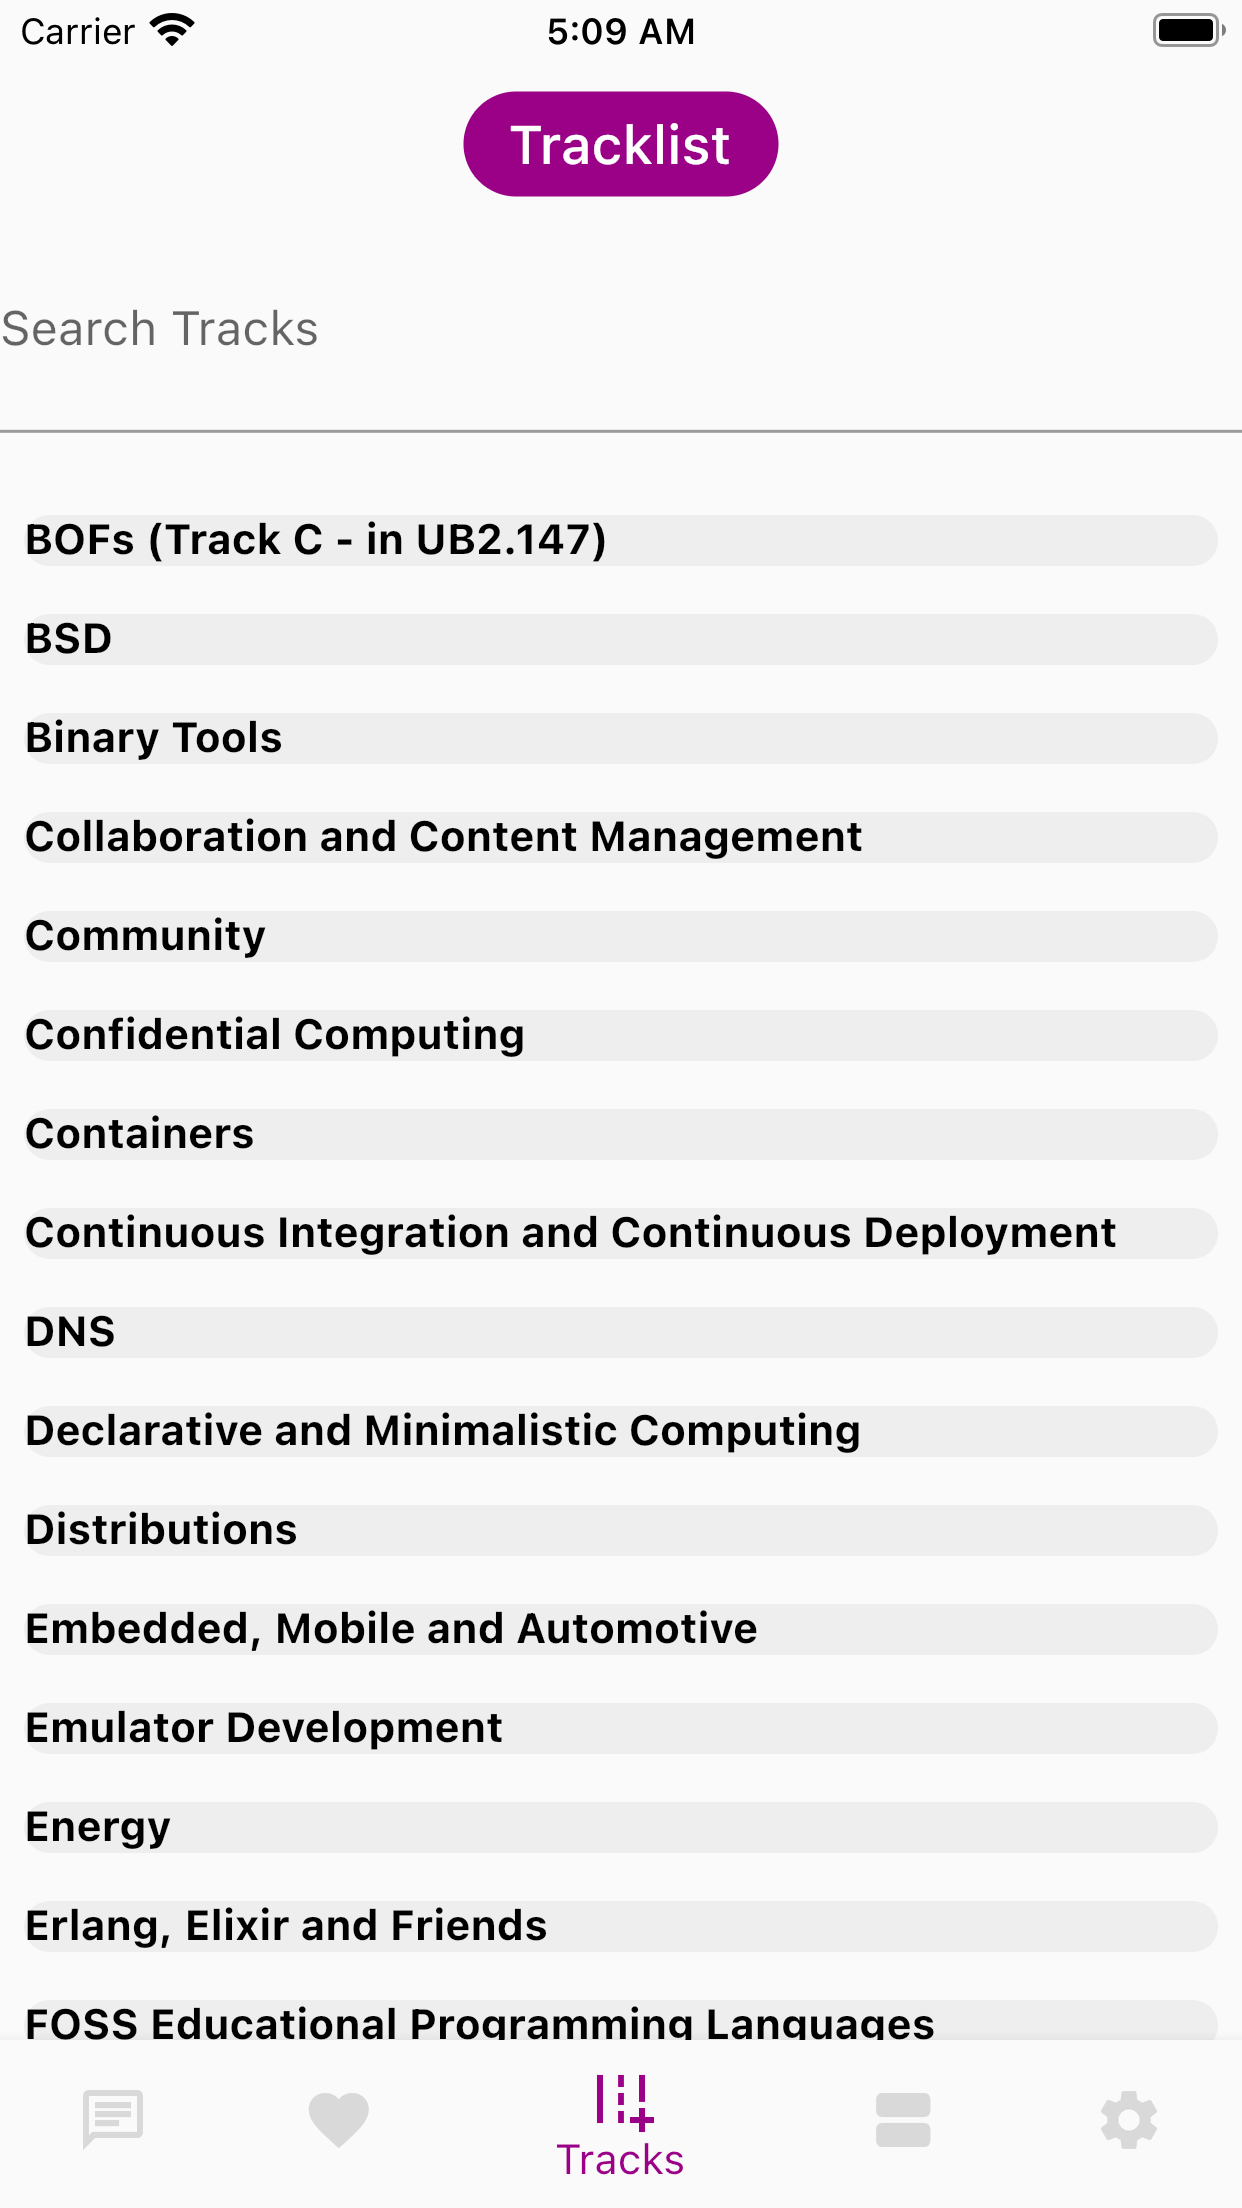 Carrier 5:09 AM
Tracklist
Search Tracks
BOFs (Track C - in UB2.147)
BSD
Binary Tools
Collaboration and Content Management
Community
Confidential Computing
Containers
Continuous Integration and Continuous Deployment
DNS
Declarative and Minimalistic Computing
Distributions
Embedded, Mobile and Automotive
Emulator Development
Energy
Erlang, Elixir and Friends
FOSS Educational Programming Languages
Tracks